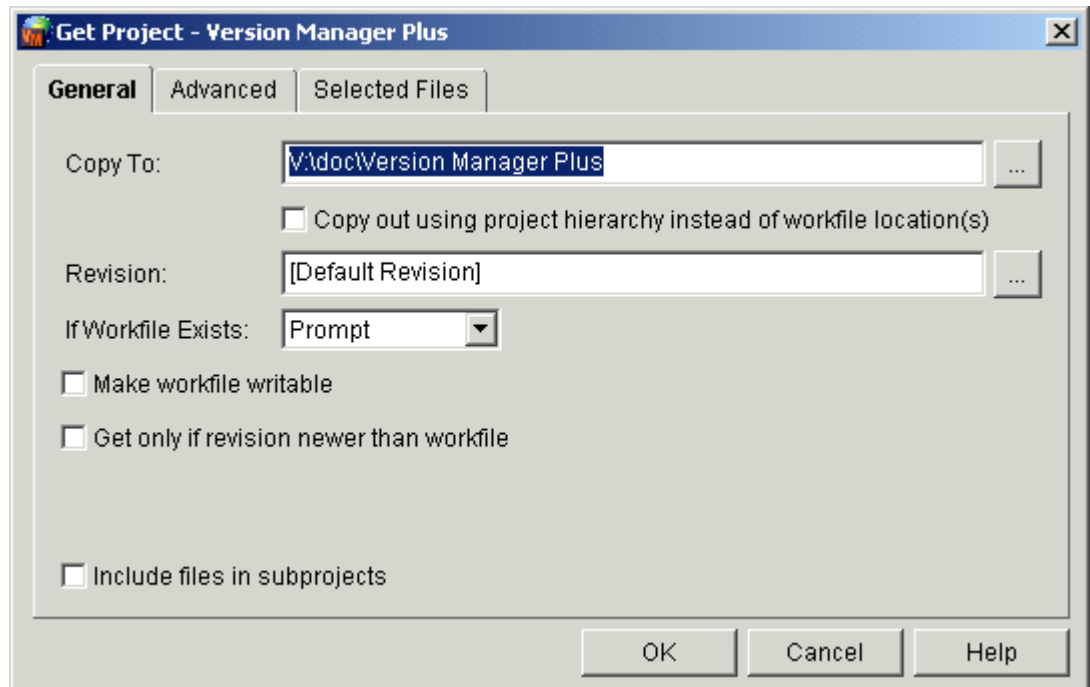 VM Get Project - Version Manager Plus
General Advanced Selected Files
Copy To: V:\doc\Version Manager Plus ...
Copy out using project hierarchy instead of workfile location(s)
Revision: [Default Revision] ...
If Workfile Exists: Prompt
Make workfile writable
Get only if revision newer than workfile
Include files in subprojects
OK Cancel Help